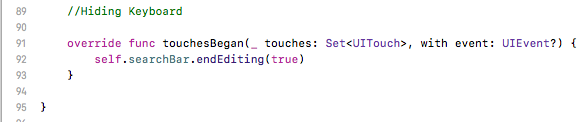 89 //Hiding Keyboard
90
91 override func touchesBegan(_ touches: Set<UITouch>, with event: UIEvent?) {
92 self.searchBar.endEditing(true)
93 }
94
95 }